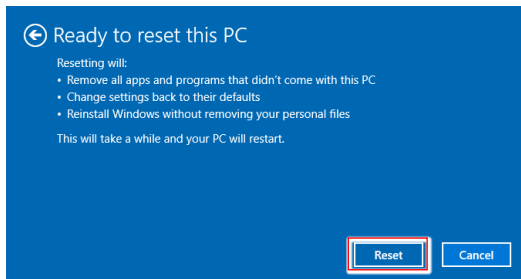 Ready to reset this PC
Resetting will:
• Remove all apps and programs that didn't come with this PC
• Change settings back to their defaults
• Reinstall Windows without removing your personal files
This will take a while and your PC will restart.
Reset Cancel